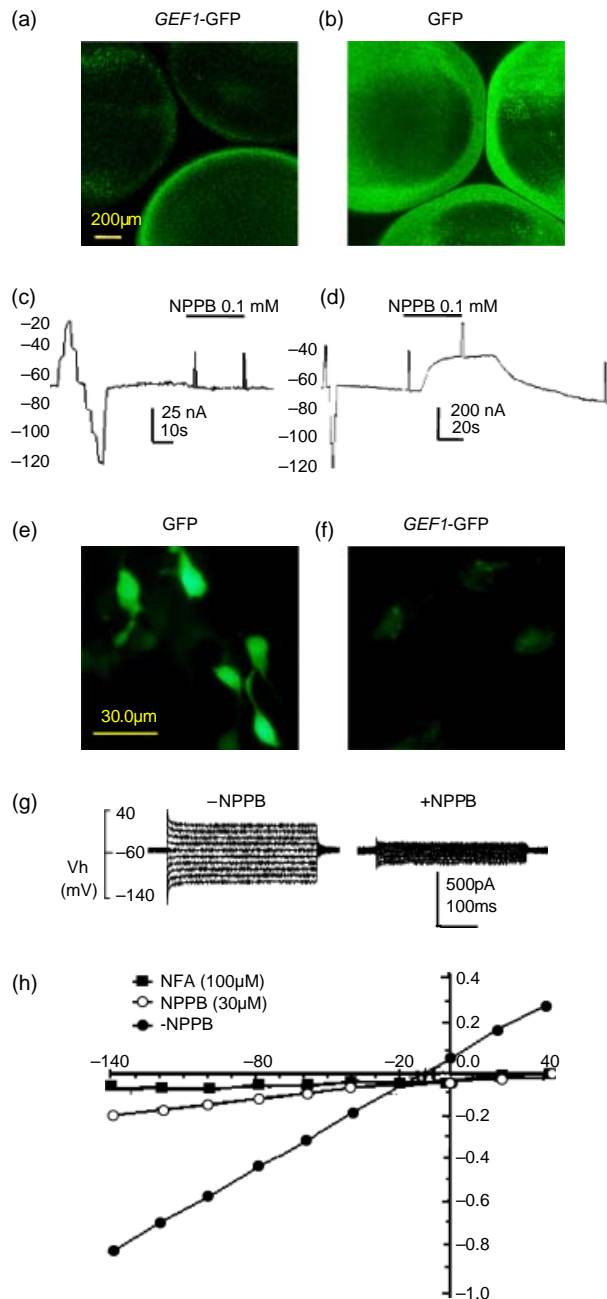 (a) GEF1-GFP (b) GFP
200µm
(c) NPPB 0.1 mM (d) NPPB 0.1 mM
−20
−40
−60
−80
−100
−120
25 nA
10s
−40
−60
−80
−100
−120
200 nA
20s
(e) GFP (f) GEF1-GFP
30.0µm
(g) −NPPB +NPPB
40
−60
−140
Vh
(mV)
500pA
100ms
(h)
NFA (100µM)
NPPB (30µM)
-NPPB
−140 −80 −20 40
0.4
0.2
0.0
−0.2
−0.4
−0.6
−0.8
−1.0